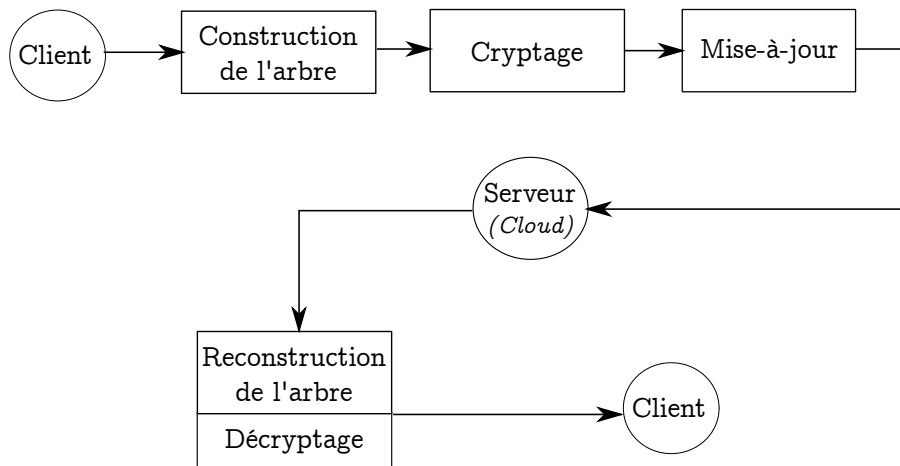 Client
Construction
de l'arbre
Cryptage
Mise-à-jour
Serveur
(Cloud)
Reconstruction
de l'arbre
Décryptage
Client